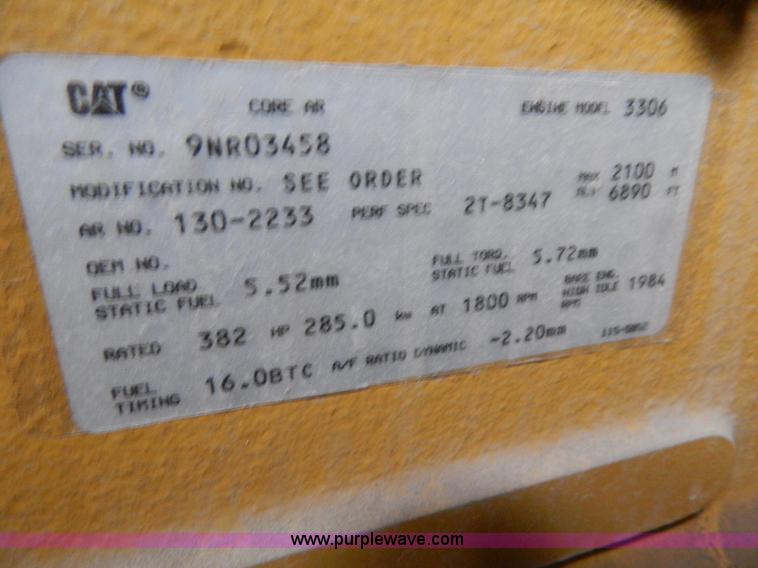 CAT®
CORE AR
ENGINE MODEL 3306
SER. NO. 9NR03458
MODIFICATION NO. SEE ORDER
MAX ALT 2100 M
6890 FT
AR NO. 130-2233
PERF SPEC 2T-8347
OEM NO.
FULL LOAD
STATIC FUEL 5.52mm
FULL TORQ.
STATIC FUEL 5.72mm
RATED 382 HP 285.0 kw AT 1800 RPM
BARE ENG.
HIGH IDLE 1984
RPM
FUEL
TIMING 16.0BTC
A/F RATIO DYNAMIC -2.20mm
www.purplewave.com